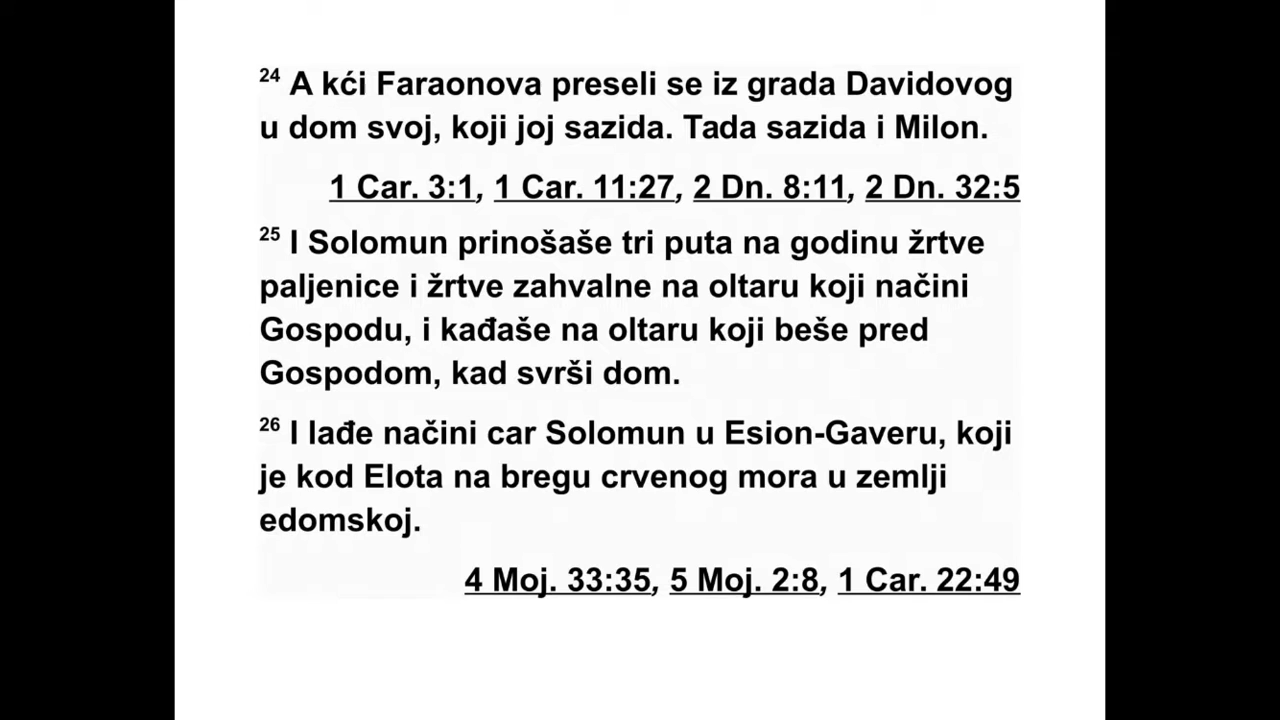 24 A kći Faraonova preseli se iz grada Davidovog
u dom svoj, koji joj sazida. Tada sazida i Milon.
1 Car. 3:1, 1 Car. 11:27, 2 Dn. 8:11, 2 Dn. 32:5
25 I Solomun prinošaše tri puta na godinu žrtve
paljenice i žrtve zahvalne na oltaru koji načini
Gospodu, i kađaše na oltaru koji beše pred
Gospodom, kad svrši dom.
26 I lađe načini car Solomun u Esion-Gaveru, koji
je kod Elota na bregu crvenog mora u zemlji
edomskoj.
4 Moj. 33:35, 5 Moj. 2:8, 1 Car. 22:49